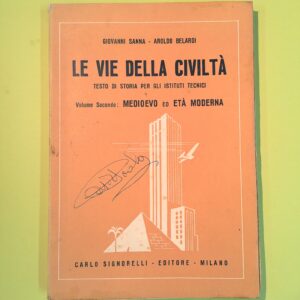 GIOVANNI SANNA - AROLDO BELARDI
LE VIE DELLA CIVILTÀ
TESTO DI STORIA PER GLI ISTITUTI TECNICI
Volume Secondo: MEDIOEVO ED ETÀ MODERNA
CARLO SIGNORELLI - EDITORE - MILANO